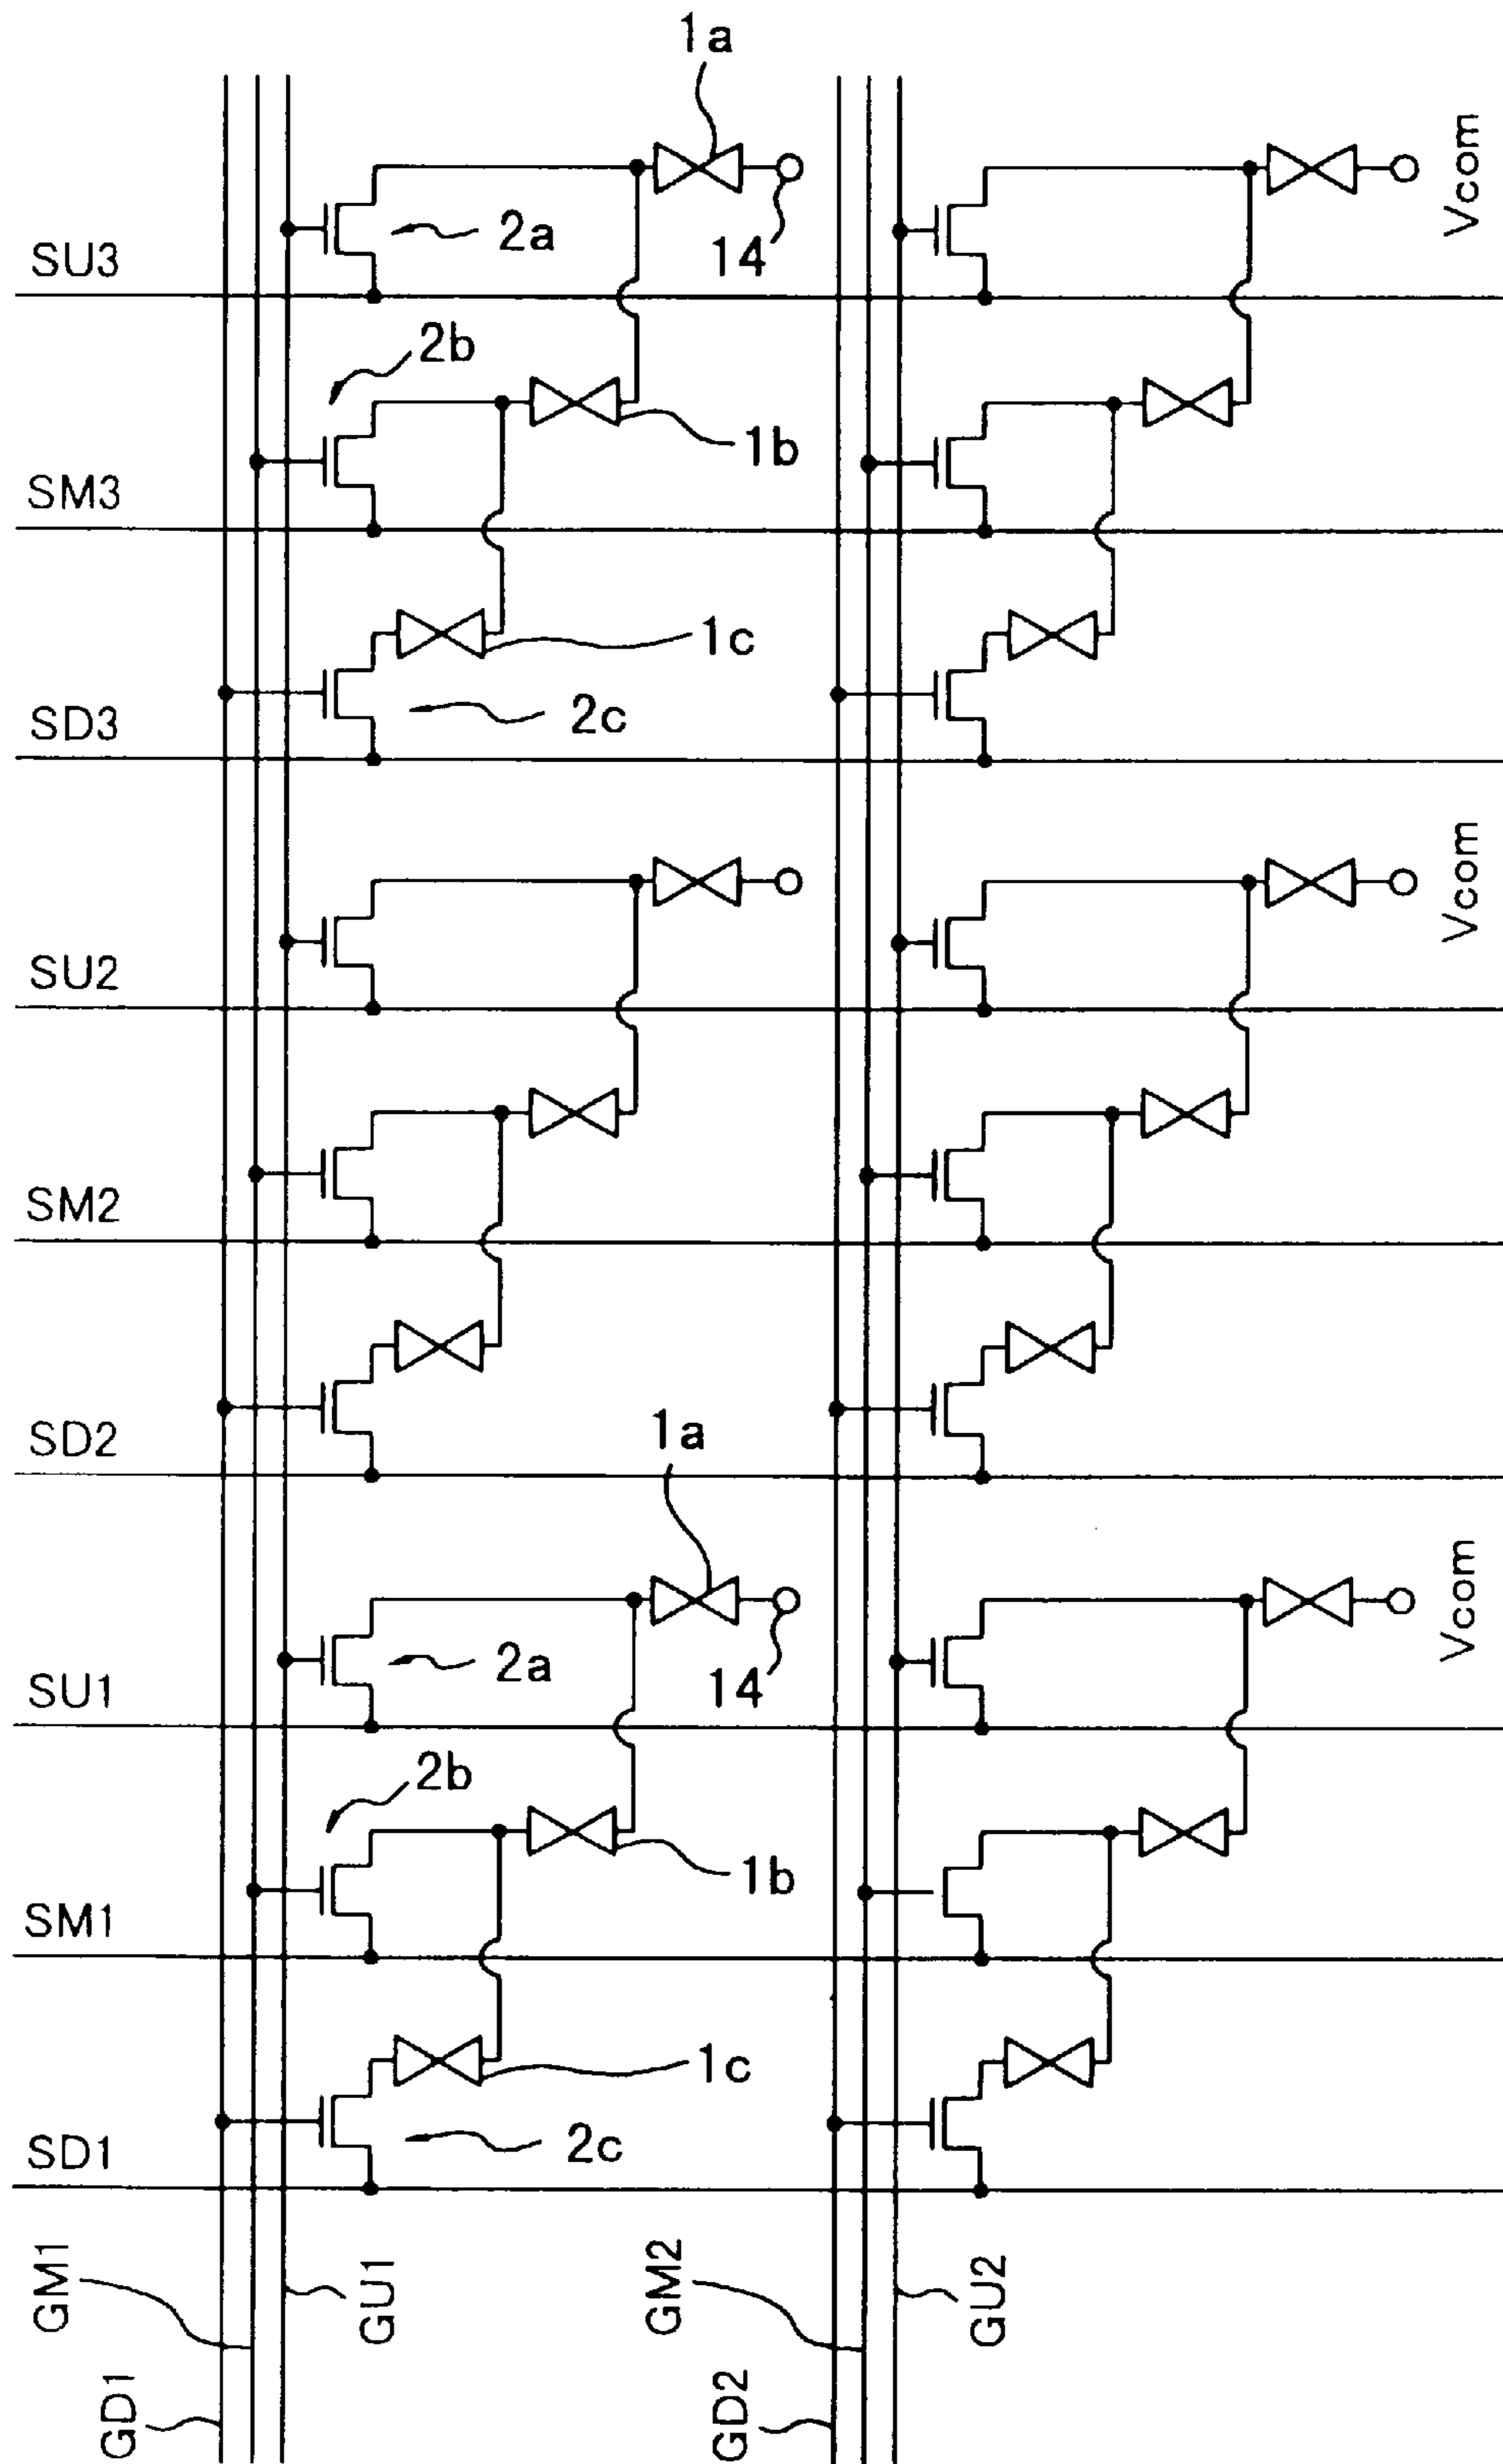 1a
SU3
2a
14
Vcom
2b
1b
SM3
1c
SD3
2c
SU2
Vcom
SM2
SD2
1a
SU1
2a
14
Vcom
2b
1b
SM1
1c
SD1
2c
GM1
GU1
GM2
GU2
GD1
GD2